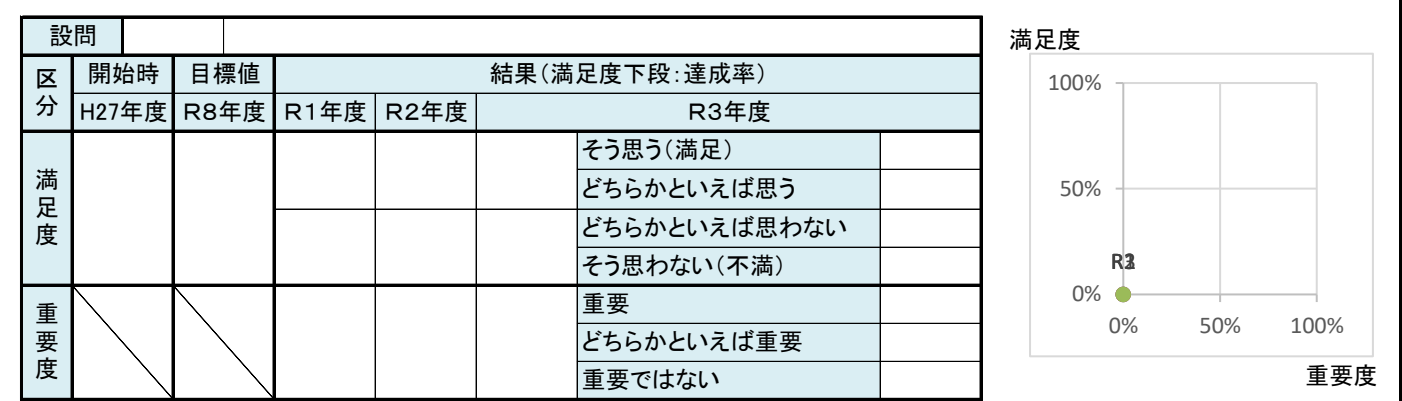 設問
区分
開始時
目標値
結果（満足度下段：達成率）
H27年度
R8年度
R1年度
R2年度
R3年度
満足度
そう思う（満足）
どちらかといえば思う
どちらかといえば思わない
そう思わない（不満）
重要度
重要
どちらかといえば重要
重要ではない
満足度
100%
50%
0%
0%
50%
100%
重要度